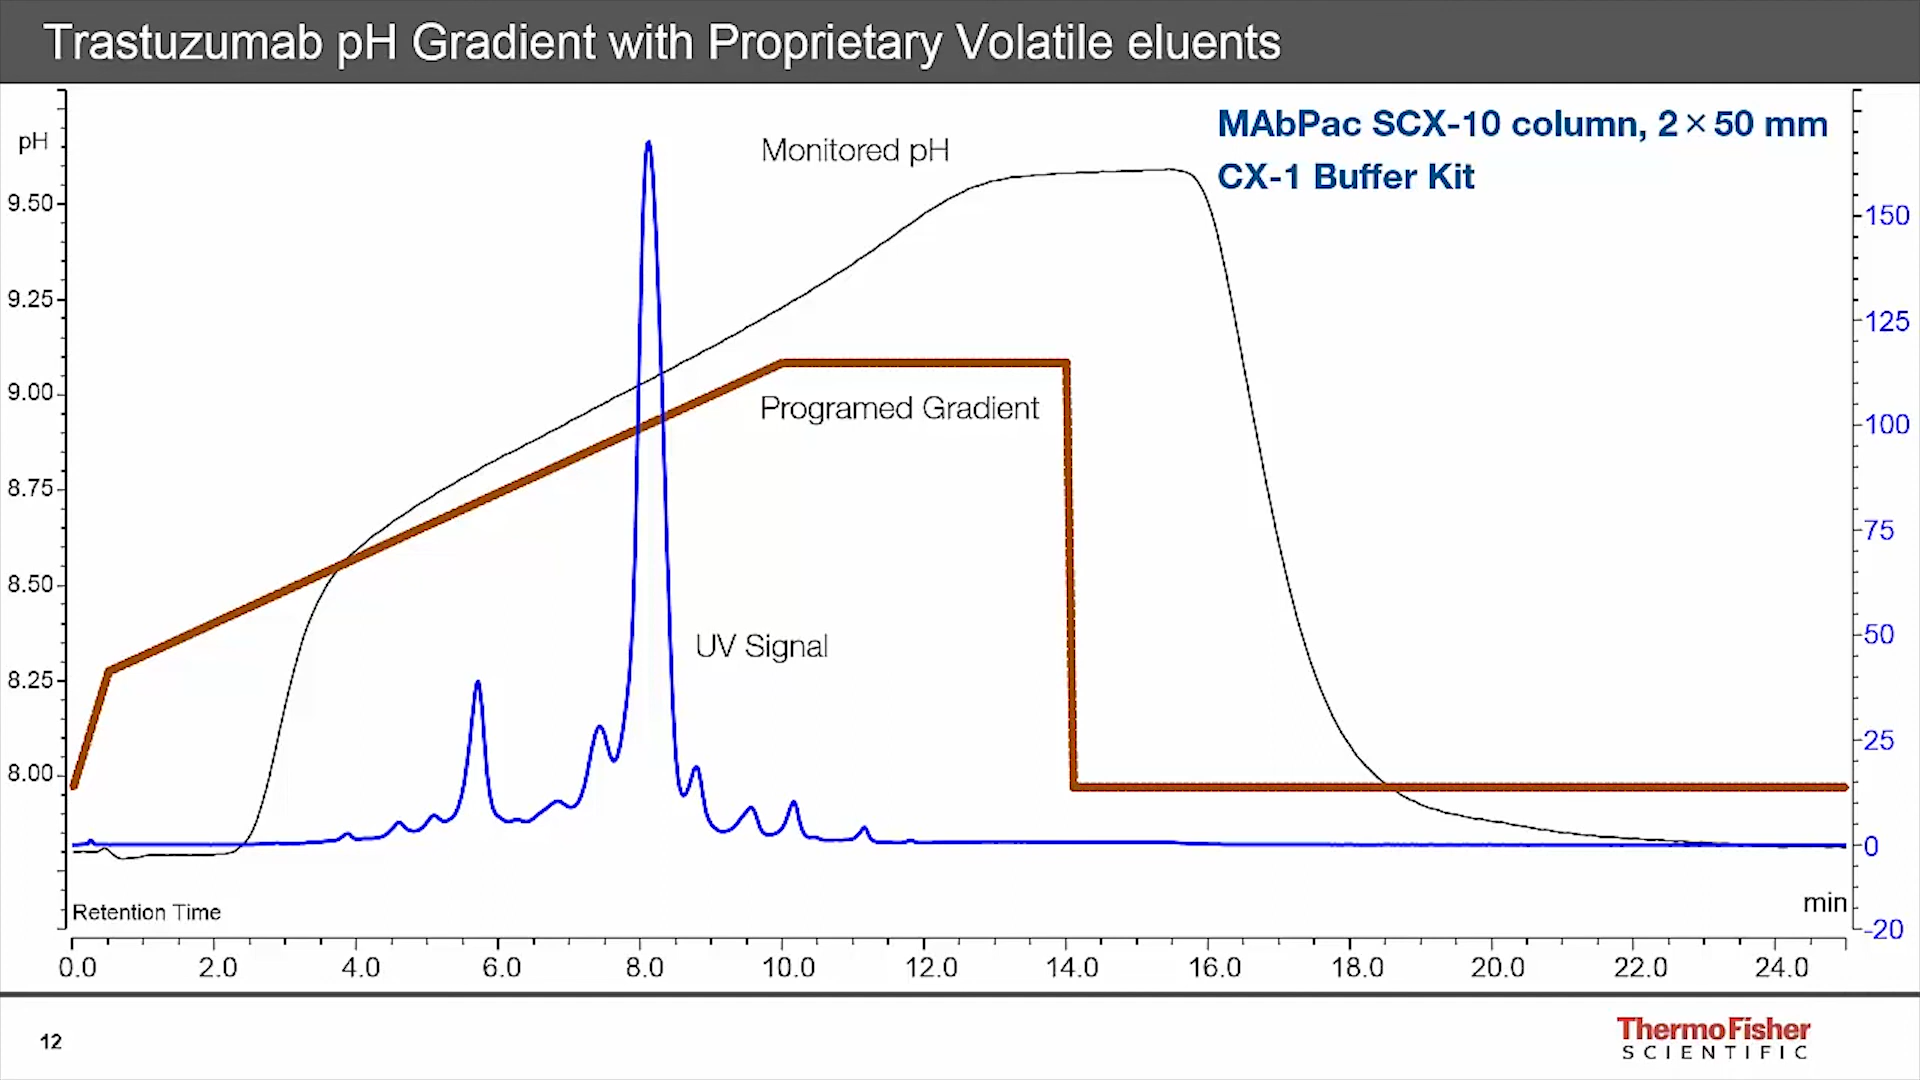 Trastuzumab pH Gradient with Proprietary Volatile eluents
MAbPac SCX-10 column, 2 × 50 mm
CX-1 Buffer Kit
pH
Monitored pH
9.50
9.25
9.00
8.75
8.50
8.25
8.00
150
125
100
75
50
25
0
-20
Programed Gradient
UV Signal
Retention Time
min
0.0 2.0 4.0 6.0 8.0 10.0 12.0 14.0 16.0 18.0 20.0 22.0 24.0
12
ThermoFisher
SCIENTIFIC